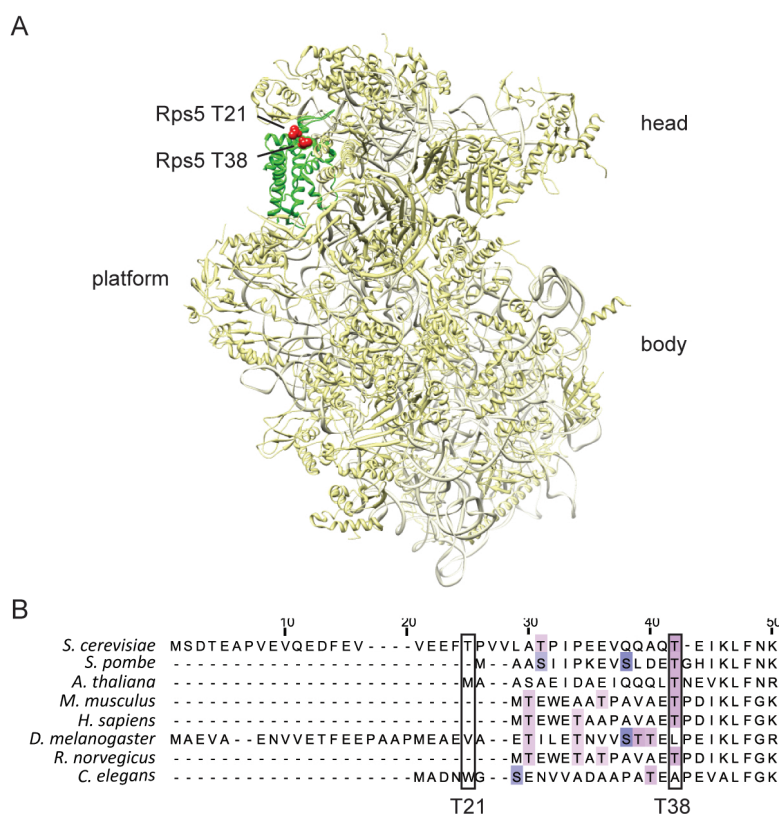 A
Rps5 T21
Rps5 T38
head
platform
body
B
10 20 30 40 50
S. cerevisiae MSDTEAPVEVQEDFEV----VEEFTPVVLATPIPEEVQQAQT-EIKLFNK
S. pombe -------------------------M--AASIIPKEVSLDETGHIKLFNK
A. thaliana ------------------------MA--ASAEIDAEIQQQLTNEVKLFNR
M. musculus ----------------------------MTEWEAATPAVAETPDIKLFGK
H. sapiens ----------------------------MTEWETAAPAVAETPDIKLFGK
D. melanogaster MAEVA--ENVVETFEEPAAPMEAEVA--ETILETNVVSTTELPEIKLFGK
R. norvegicus ----------------------------MTEWETATPAVAETPDIKLFGK
C. elegans --------------------MADNWG--SENVVADAAPATEAPEVALFGK
T21 T38